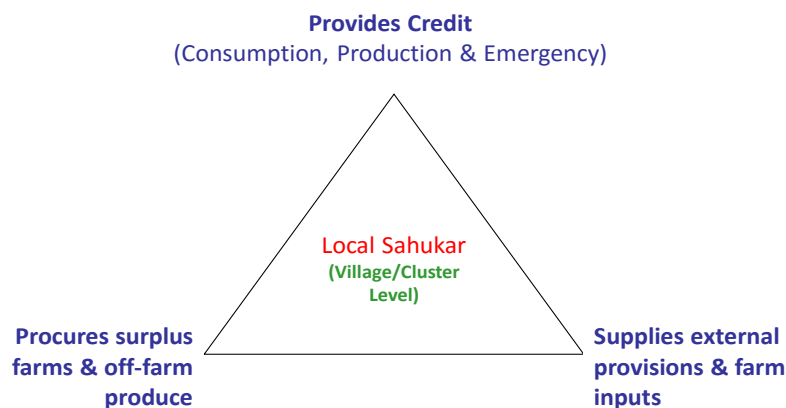 Provides Credit
(Consumption, Production & Emergency)
Local Sahukar
(Village/Cluster
Level)
Procures surplus
farms & off-farm
produce
Supplies external
provisions & farm
inputs